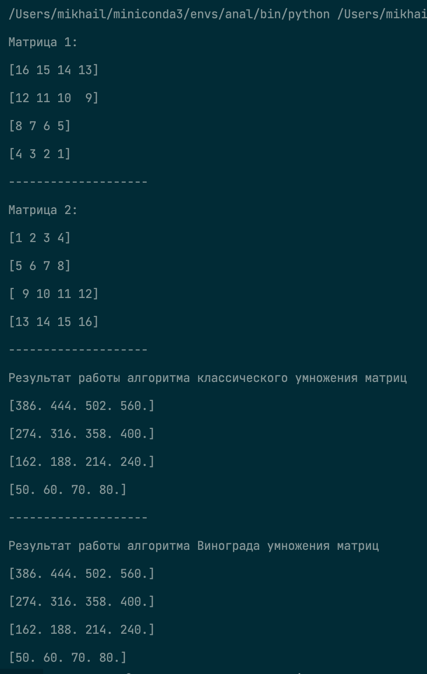 /Users/mikhail/miniconda3/envs/anal/bin/python /Users/mikhai
Матрица 1:
[16 15 14 13]
[12 11 10  9]
[8 7 6 5]
[4 3 2 1]
--------------------
Матрица 2:
[1 2 3 4]
[5 6 7 8]
[ 9 10 11 12]
[13 14 15 16]
--------------------
Результат работы алгоритма классического умножения матриц
[386. 444. 502. 560.]
[274. 316. 358. 400.]
[162. 188. 214. 240.]
[50. 60. 70. 80.]
--------------------
Результат работы алгоритма Винограда умножения матриц
[386. 444. 502. 560.]
[274. 316. 358. 400.]
[162. 188. 214. 240.]
[50. 60. 70. 80.]